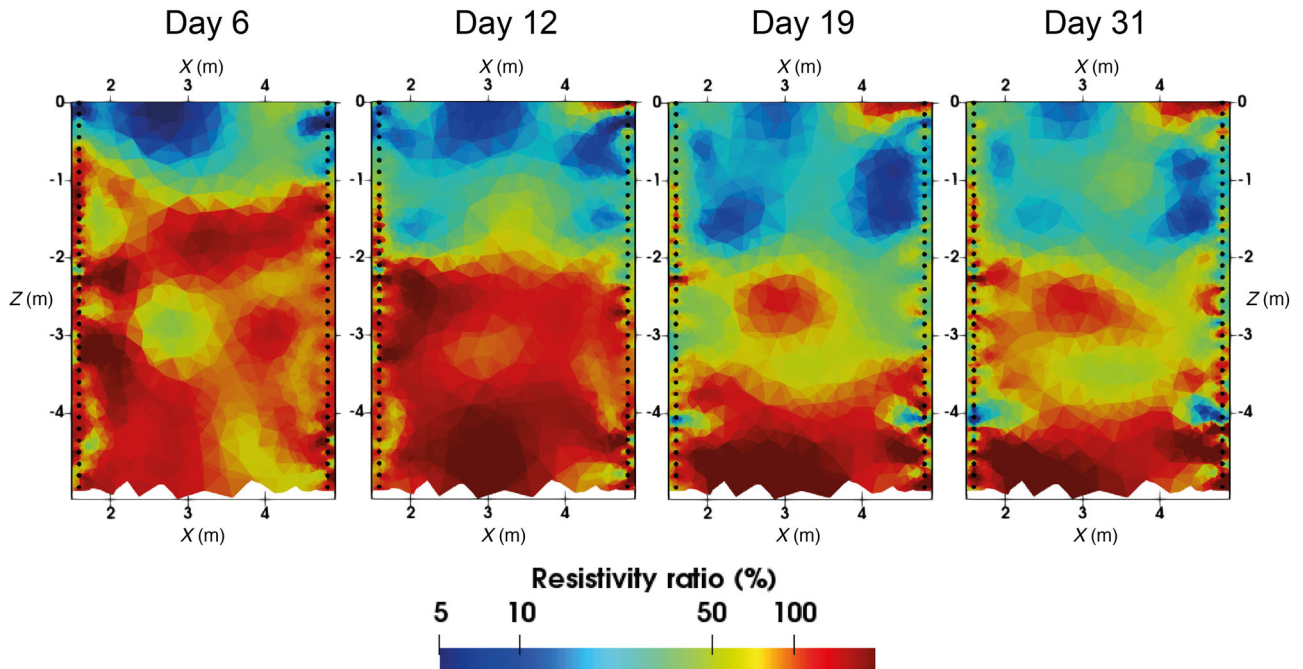 Day 6 Day 12 Day 19 Day 31
X (m) X (m) X (m) X (m)
2 3 4 2 3 4 2 3 4 2 3 4
0 0 0 0 0
-1 -1 -1 -1 -1
-2 -2 -2 -2 -2
Z (m) Z (m)
-3 -3 -3 -3 -3
-4 -4 -4 -4 -4
2 3 4 2 3 4 2 3 4 2 3 4
X (m) X (m) X (m) X (m)
Resistivity ratio (%)
5 10 50 100